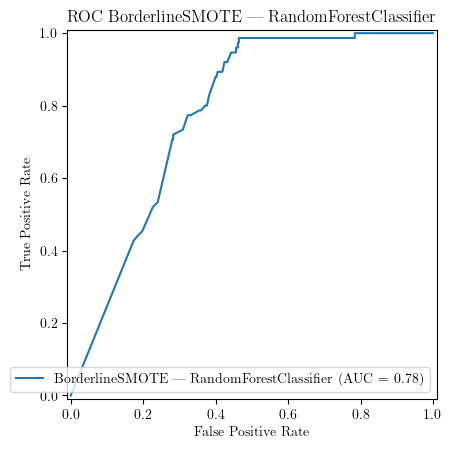 ROC BorderlineSMOTE — RandomForestClassifier
1.0
0.8
0.6
0.4
0.2
0.0
True Positive Rate
BorderlineSMOTE — RandomForestClassifier (AUC = 0.78)
0.0 0.2 0.4 0.6 0.8 1.0
False Positive Rate